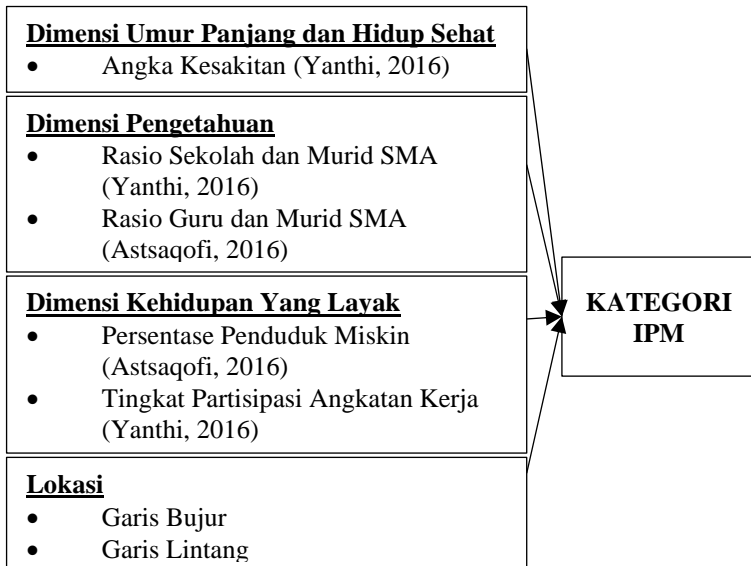 Dimensi Umur Panjang dan Hidup Sehat
• Angka Kesakitan (Yanthi, 2016)
Dimensi Pengetahuan
• Rasio Sekolah dan Murid SMA
(Yanthi, 2016)
• Rasio Guru dan Murid SMA
(Astsaqofi, 2016)
Dimensi Kehidupan Yang Layak
• Persentase Penduduk Miskin
(Astsaqofi, 2016)
• Tingkat Partisipasi Angkatan Kerja
(Yanthi, 2016)
Lokasi
• Garis Bujur
• Garis Lintang
KATEGORI
IPM